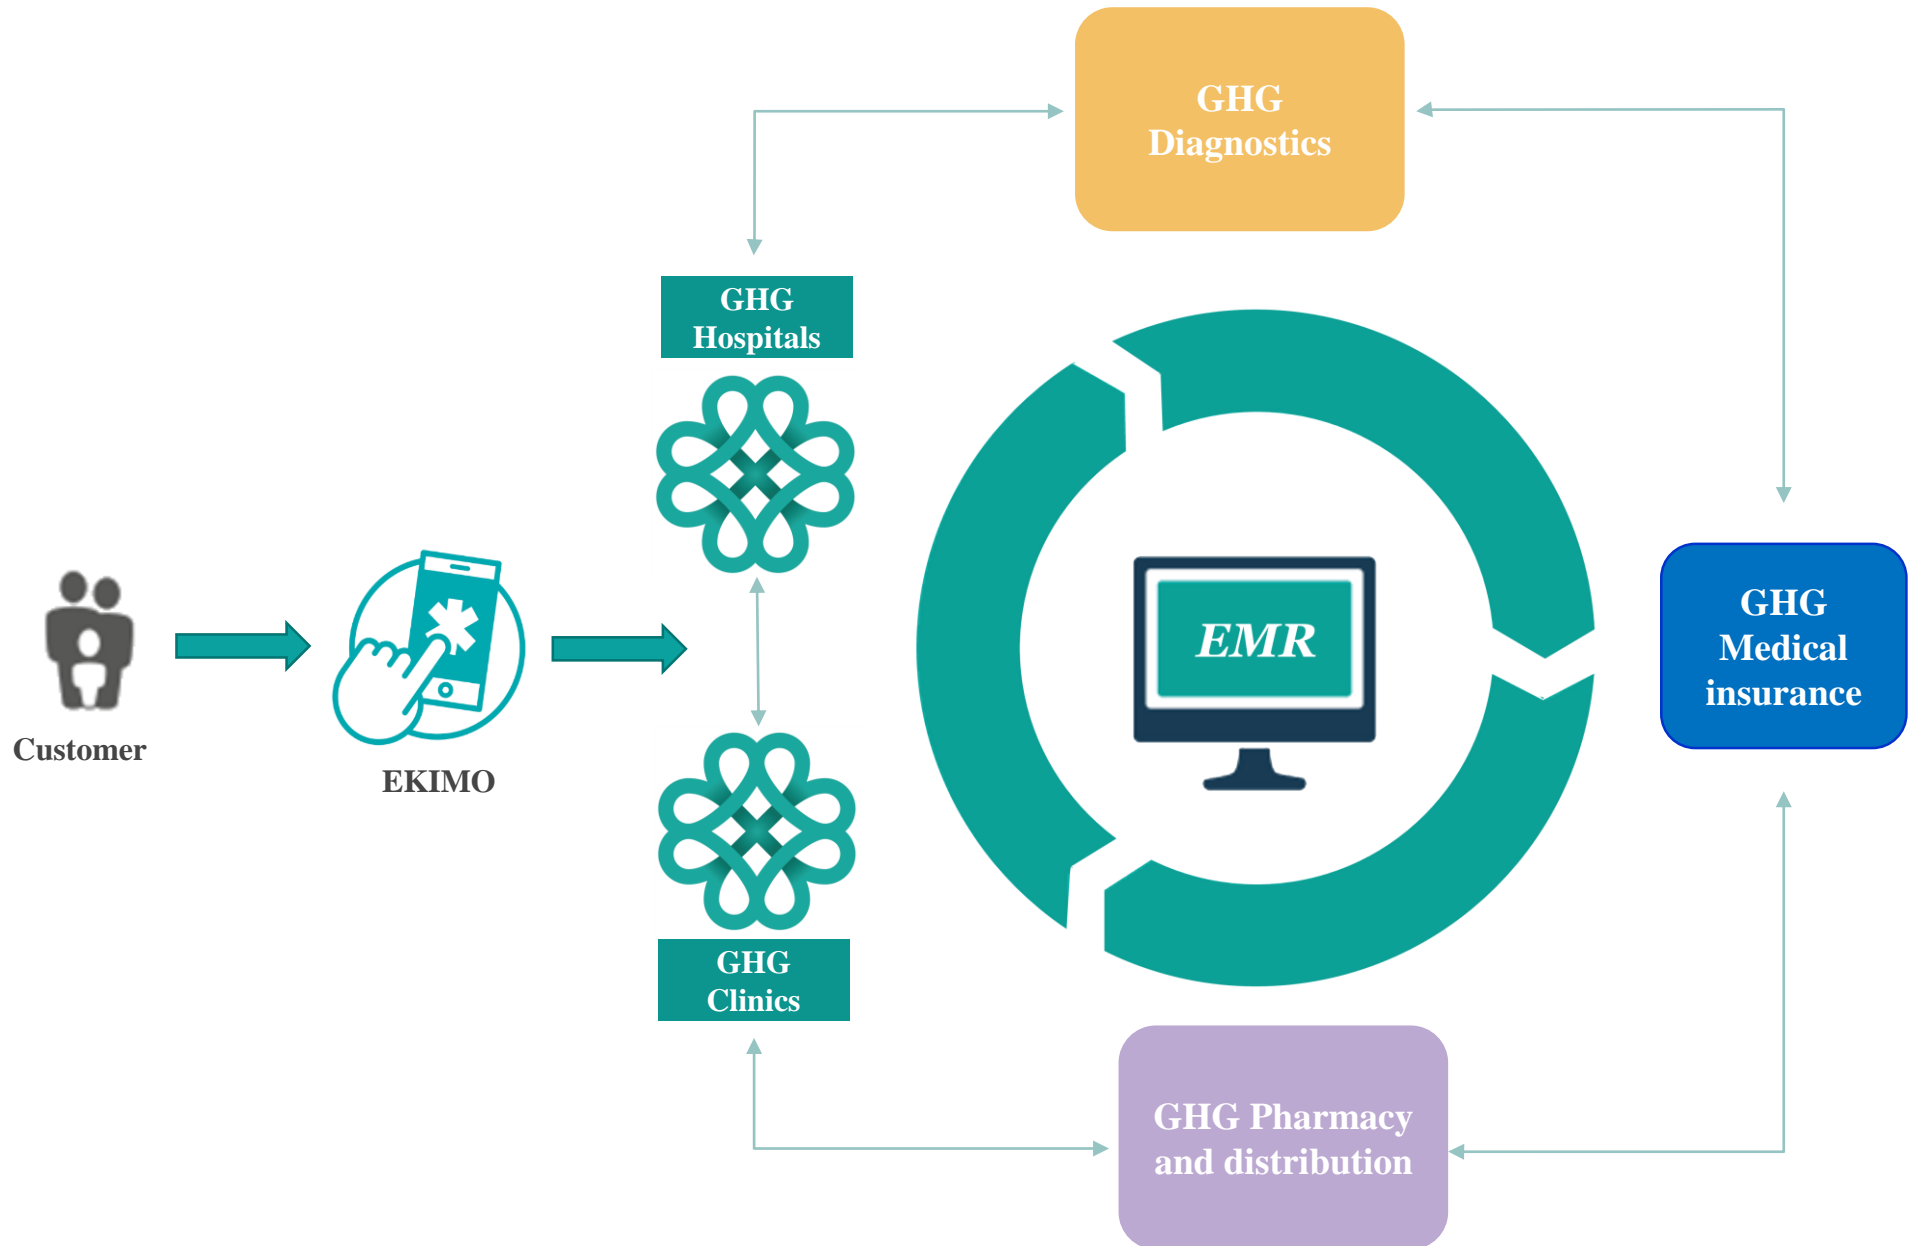 GHG
Diagnostics
GHG
Hospitals
EMR
GHG
Medical
insurance
Customer
EKIMO
GHG
Clinics
GHG Pharmacy
and distribution